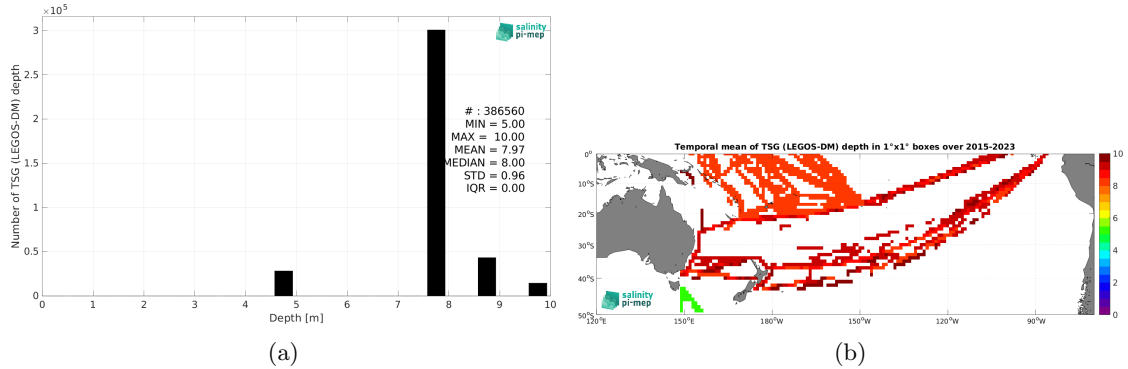 ×10⁵
3
2.5
2
1.5
1
0.5
0
Number of TSG (LEGOS-DM) depth
0 1 2 3 4 5 6 7 8 9 10
Depth [m]
salinity
pi-mep
# : 386560
MIN = 5.00
MAX = 10.00
MEAN = 7.97
MEDIAN = 8.00
STD = 0.96
IQR = 0.00
(a)
Temporal mean of TSG (LEGOS-DM) depth in 1°x1° boxes over 2015-2023
0°
10°S
20°S
30°S
40°S
50°S
120°W
150°W
180°W
150°W
120°W
90°W
salinity
pi-mep
10
8
6
4
2
0
(b)